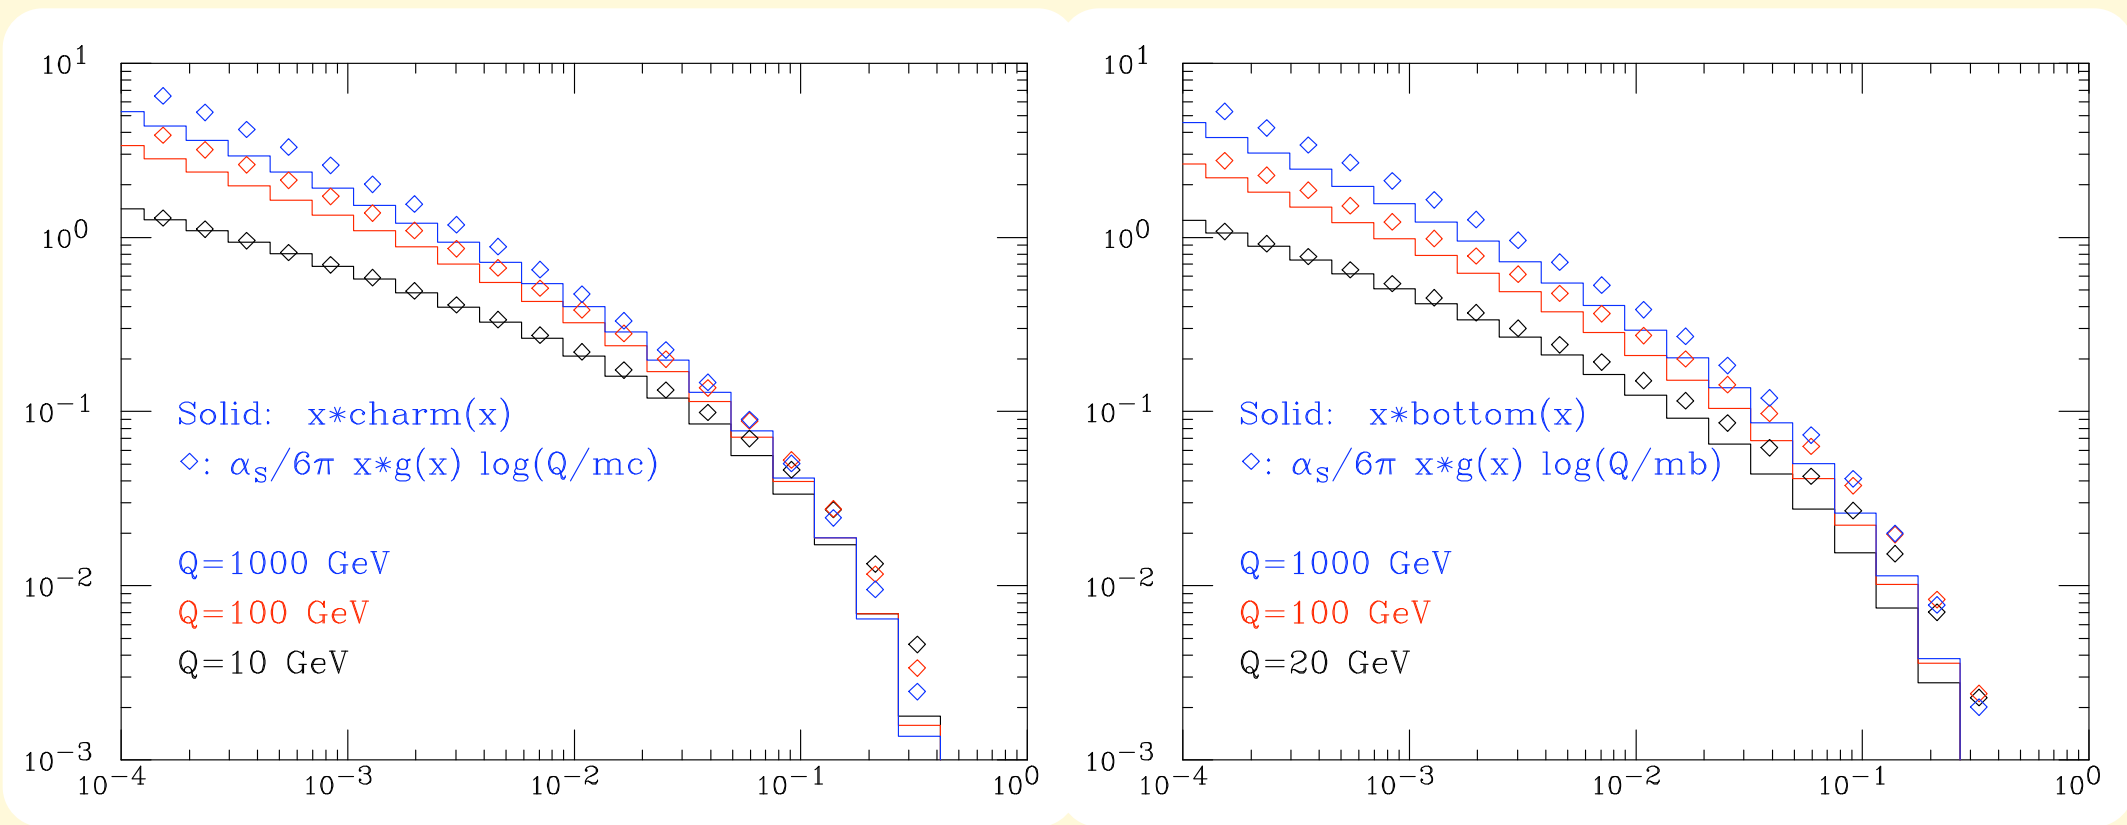 10^1
10^0
10^-1
10^-2
10^-3
Solid: x*charm(x)
◇: α_s/6π x*g(x) log(Q/mc)
Q=1000 GeV
Q=100 GeV
Q=10 GeV
10^-4 10^-3 10^-2 10^-1 10^0
10^1
10^0
10^-1
10^-2
10^-3
Solid: x*bottom(x)
◇: α_s/6π x*g(x) log(Q/mb)
Q=1000 GeV
Q=100 GeV
Q=20 GeV
10^-4 10^-3 10^-2 10^-1 10^0